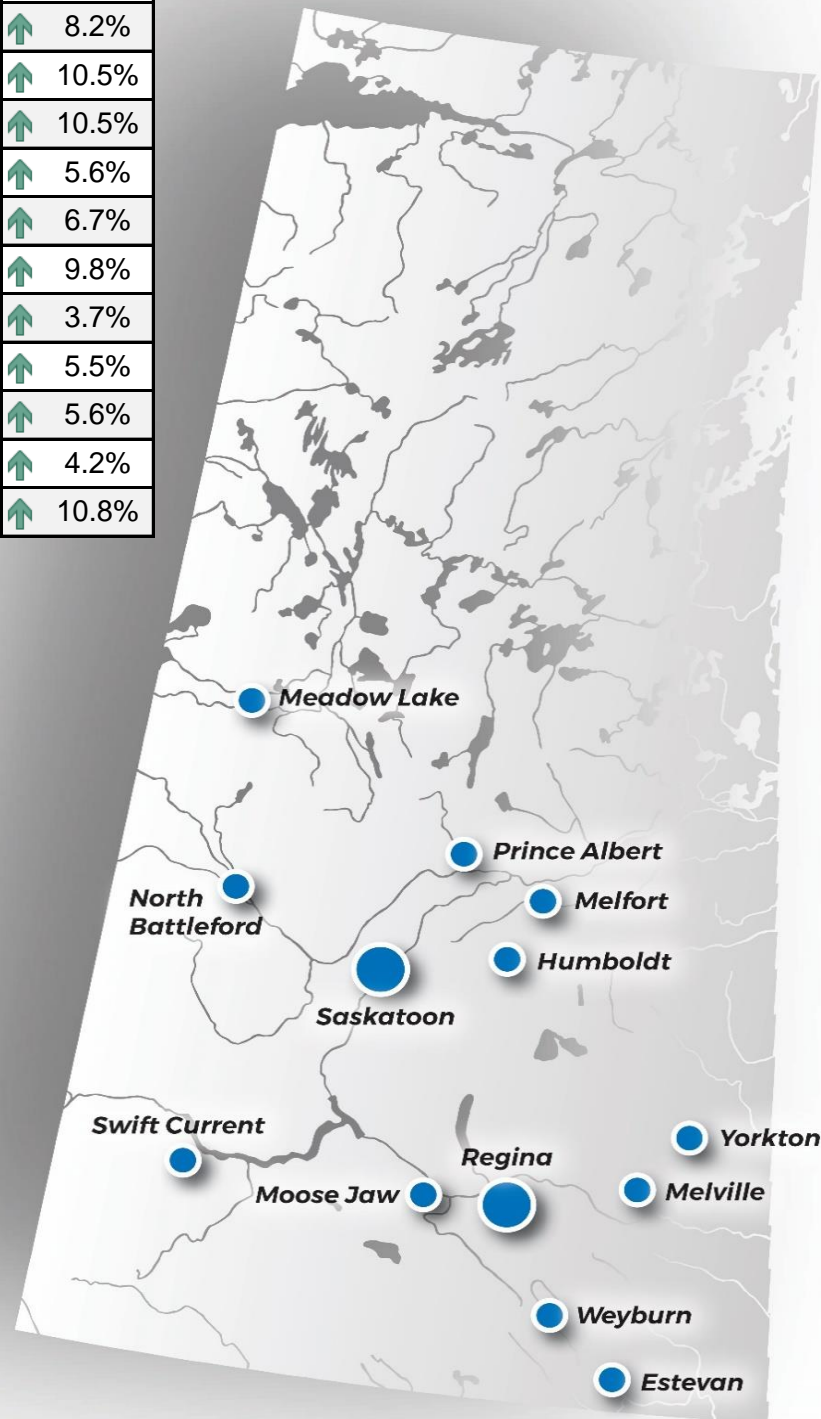 8.2%
10.5%
10.5%
5.6%
6.7%
9.8%
3.7%
5.5%
5.6%
4.2%
10.8%
Meadow Lake
Prince Albert
North
Battleford
Melfort
Humboldt
Saskatoon
Swift Current
Yorkton
Regina
Moose Jaw
Melville
Weyburn
Estevan